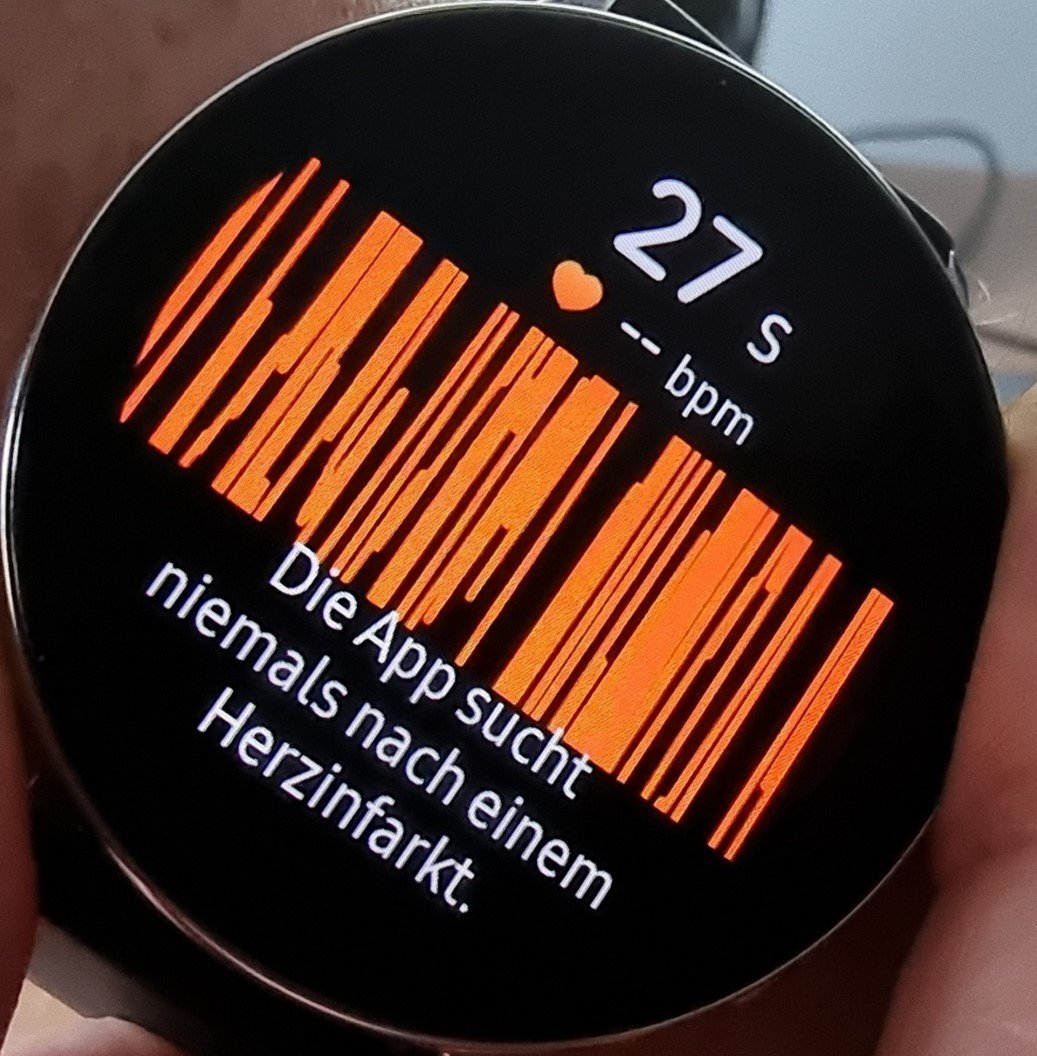 27 s
-- bpm
Die App sucht
niemals nach einem
Herzinfarkt.